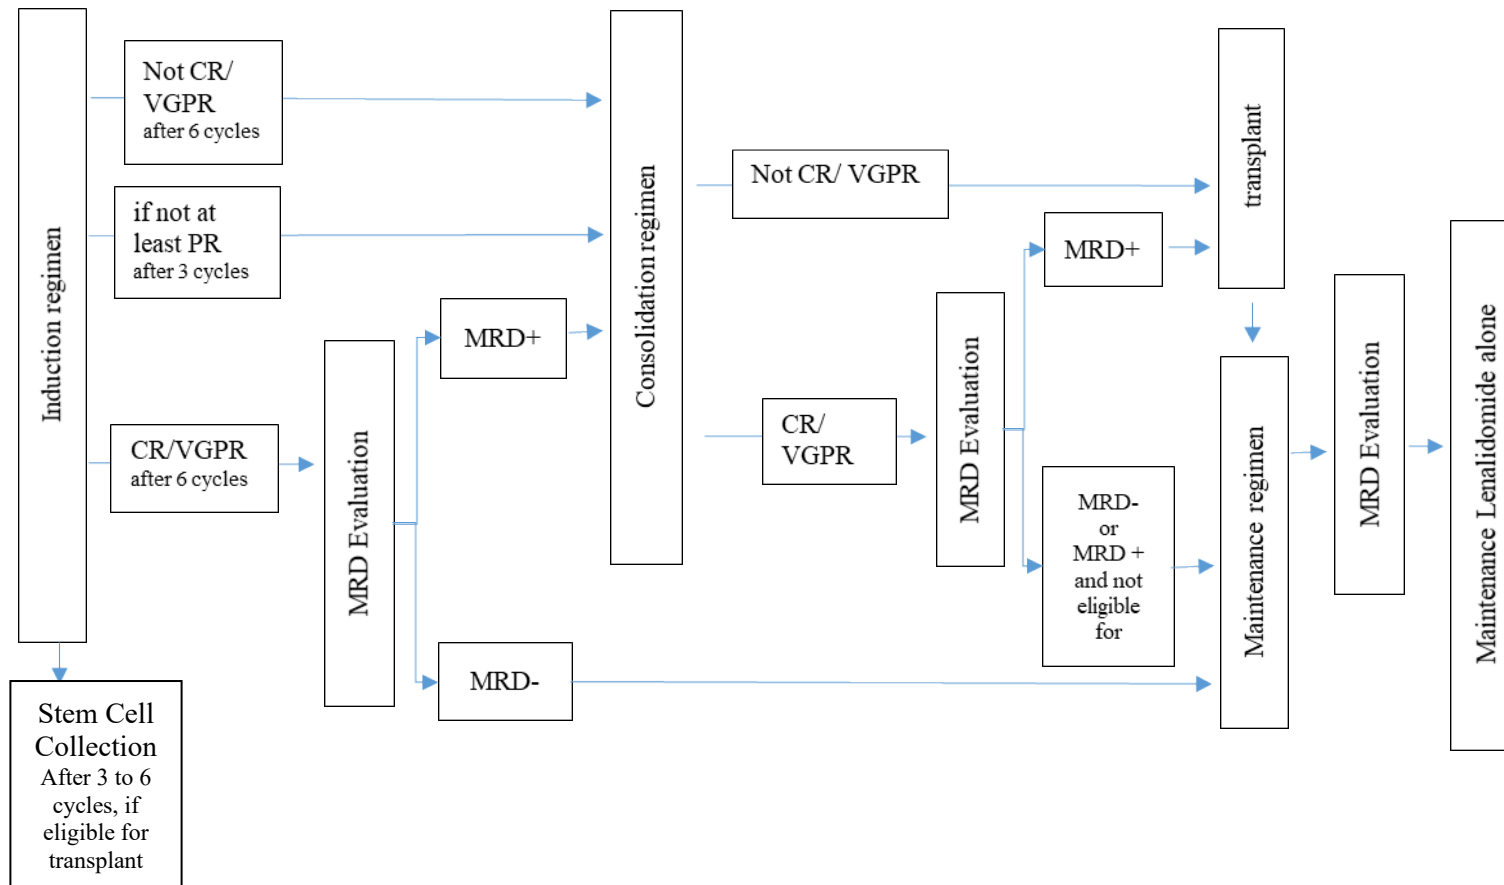 Induction regimen
Not CR/
VGPR
after 6 cycles
if not at
least PR
after 3 cycles
CR/VGPR
after 6 cycles
Stem Cell
Collection
After 3 to 6
cycles, if
eligible for
transplant
MRD Evaluation
MRD+
MRD-
Consolidation regimen
Not CR/ VGPR
CR/
VGPR
MRD Evaluation
MRD+
MRD-
or
MRD +
and not
eligible
for
transplant
Maintenance regimen
MRD Evaluation
Maintenance Lenalidomide alone